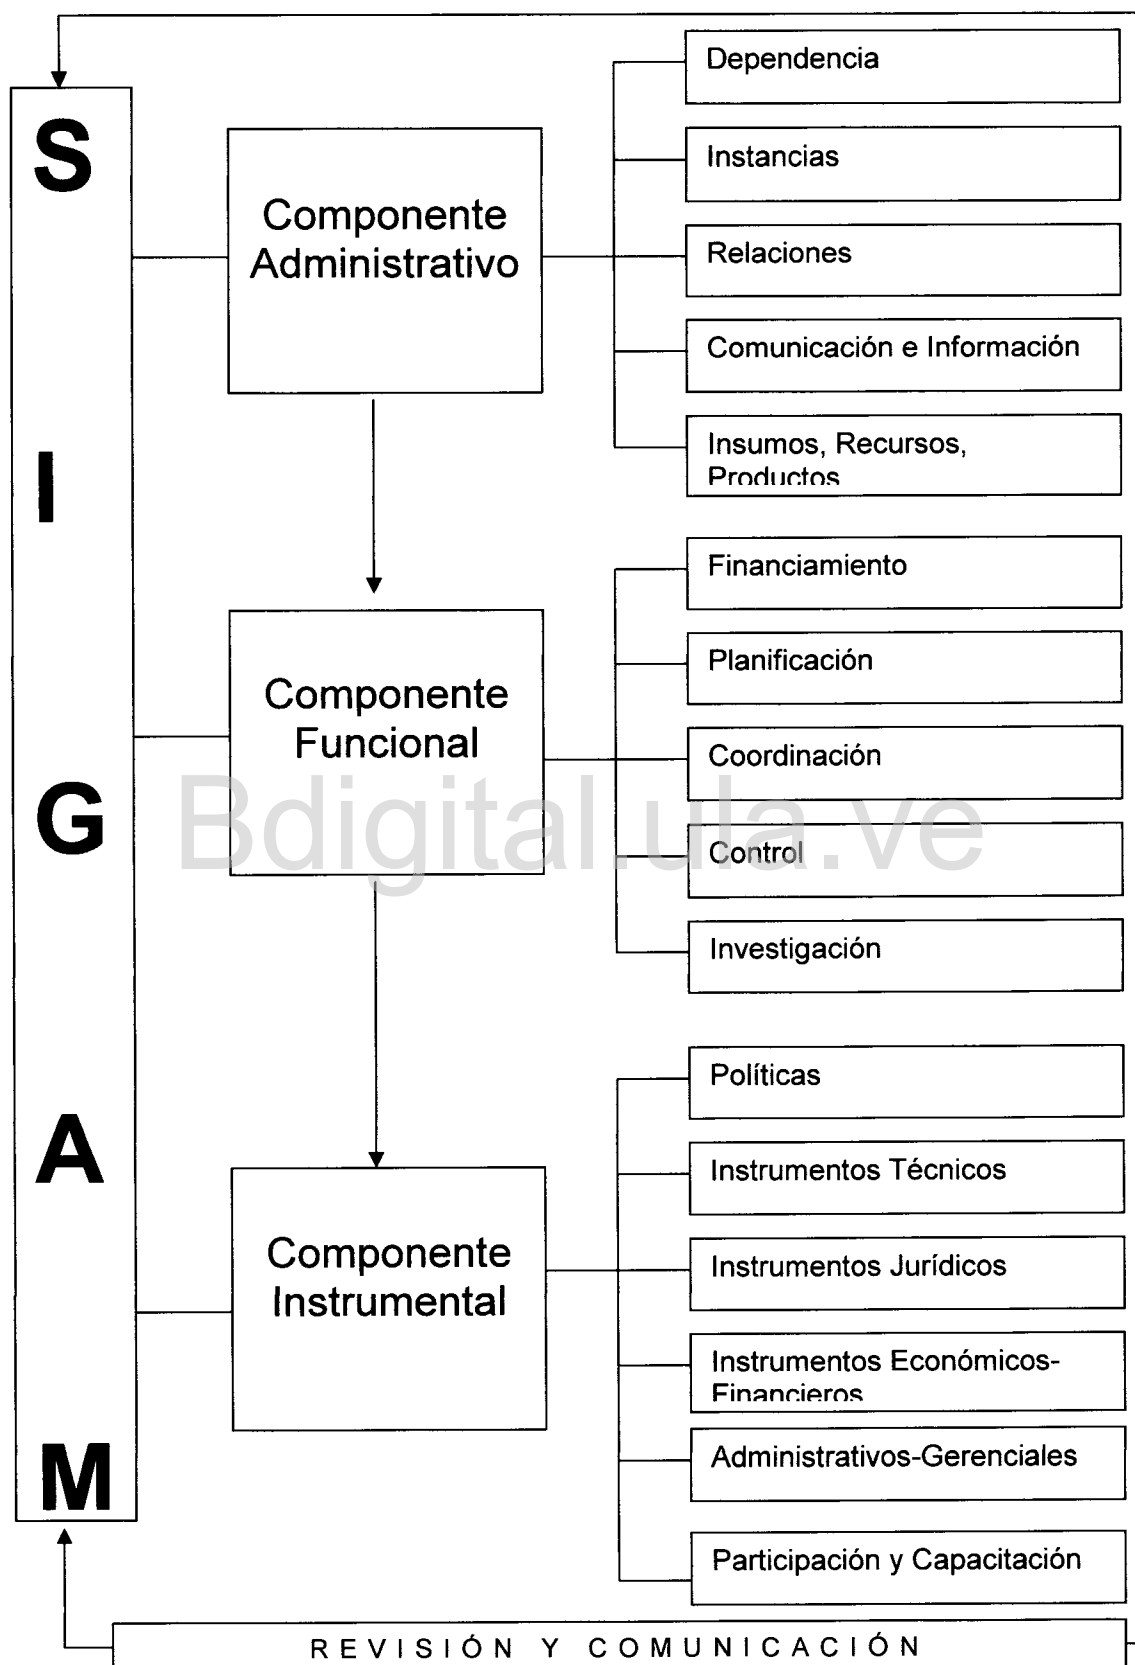 S
I
G
A
M
Componente
Administrativo
Dependencia
Instancias
Relaciones
Comunicación e Información
Insumos, Recursos,
Productos
Componente
Funcional
Financiamiento
Planificación
Coordinación
Control
Investigación
Bdigital.ula.ve
Componente
Instrumental
Políticas
Instrumentos Técnicos
Instrumentos Jurídicos
Instrumentos Económicos-
Financieros
Administrativos-Gerenciales
Participación y Capacitación
REVISIÓN Y COMUNICACIÓN